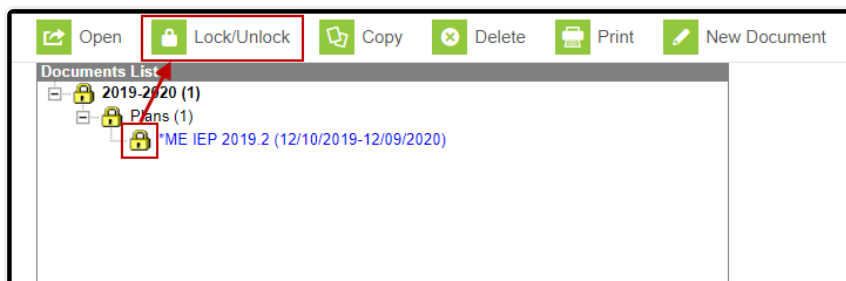 Open Lock/Unlock Copy Delete Print New Document
Documents List
2019-2020 (1)
Plans (1)
*ME IEP 2019.2 (12/10/2019-12/09/2020)